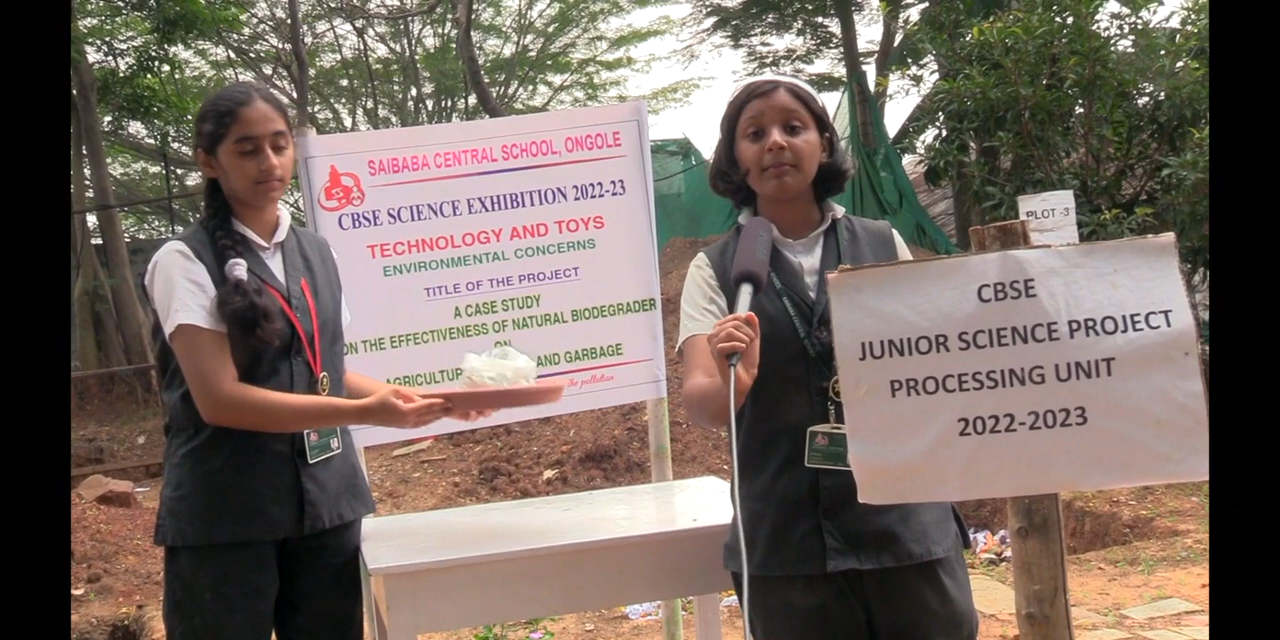 SAIBABA CENTRAL SCHOOL, ONGOLE
CBSE SCIENCE EXHIBITION 2022-23
TECHNOLOGY AND TOYS
ENVIRONMENTAL CONCERNS
TITLE OF THE PROJECT
A CASE STUDY
ON THE EFFECTIVENESS OF NATURAL BIODEGRADER
ON
AND GARBAGE
the pollution
PLOT -3
CBSE
JUNIOR SCIENCE PROJECT
PROCESSING UNIT
2022-2023